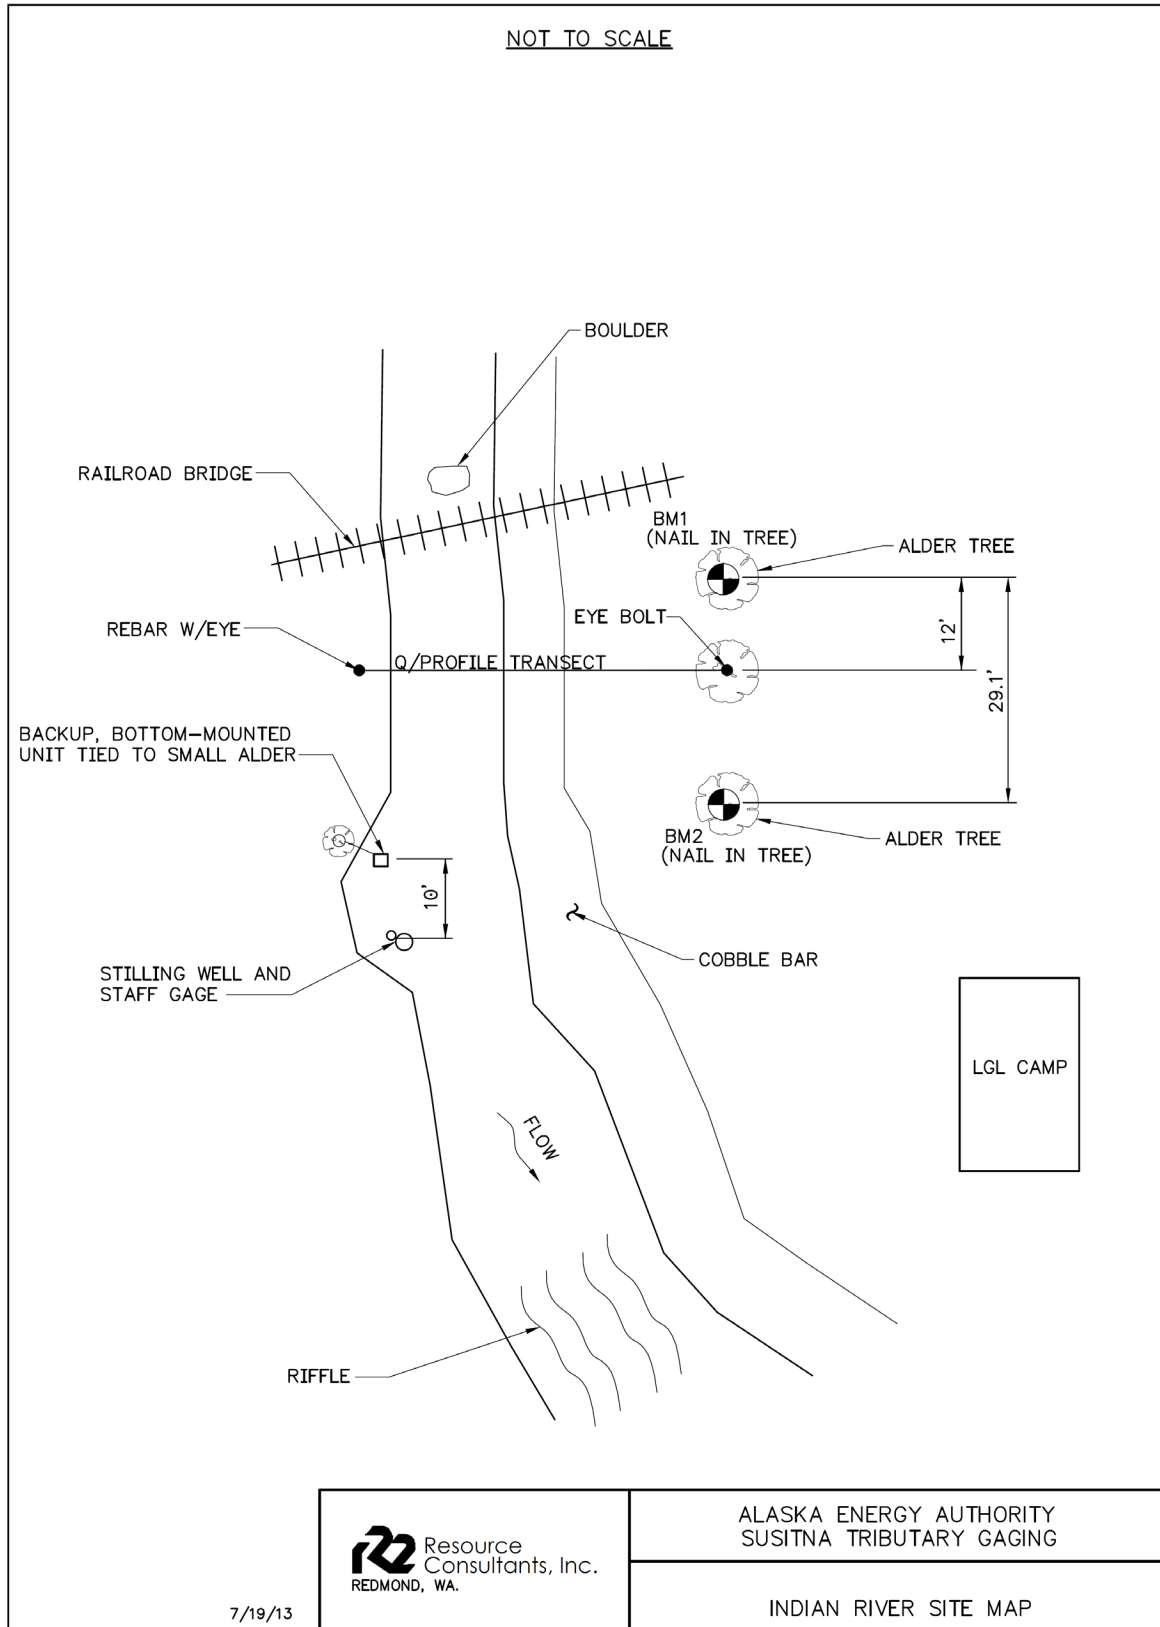 NOT TO SCALE
BOULDER
RAILROAD BRIDGE
BM1
(NAIL IN TREE)
ALDER TREE
REBAR W/EYE
EYE BOLT
12'
Q/PROFILE TRANSECT
29.1'
BACKUP, BOTTOM-MOUNTED
UNIT TIED TO SMALL ALDER
BM2
(NAIL IN TREE)
ALDER TREE
10'
COBBLE BAR
STILLING WELL AND
STAFF GAGE
LGL CAMP
FLOW
RIFFLE
R2 Resource
Consultants, Inc.
REDMOND, WA.
ALASKA ENERGY AUTHORITY
SUSITNA TRIBUTARY GAGING
7/19/13
INDIAN RIVER SITE MAP